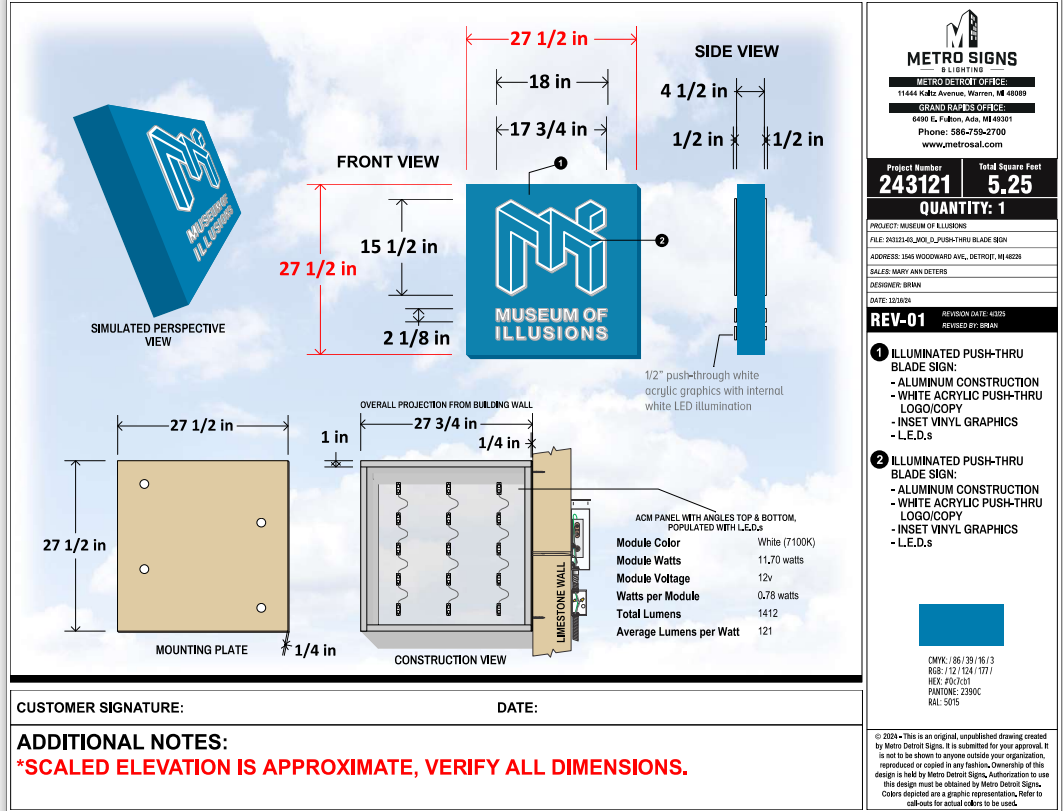 27 1/2 in
18 in
17 3/4 in
SIDE VIEW
4 1/2 in
1/2 in
1/2 in
FRONT VIEW
1
2
15 1/2 in
27 1/2 in
2 1/8 in
MUSEUM OF
ILLUSIONS
MUSEUM OF
ILLUSIONS
SIMULATED PERSPECTIVE
VIEW
1/2" push-through white
acrylic graphics with internal
white LED illumination
27 1/2 in
27 1/2 in
1/4 in
MOUNTING PLATE
OVERALL PROJECTION FROM BUILDING WALL
27 3/4 in
1 in
1/4 in
LIMESTONE WALL
CONSTRUCTION VIEW
ACM PANEL WITH ANGLES TOP & BOTTOM,
POPULATED WITH L.E.D.s
Module Color White (7100K)
Module Watts 11.70 watts
Module Voltage 12v
Watts per Module 0.78 watts
Total Lumens 1412
Average Lumens per Watt 121
CUSTOMER SIGNATURE: DATE:
ADDITIONAL NOTES:
*SCALED ELEVATION IS APPROXIMATE, VERIFY ALL DIMENSIONS.
METRO SIGNS
& LIGHTING
METRO DETROIT OFFICE:
11444 Kaltz Avenue, Warren, MI 48089
GRAND RAPIDS OFFICE:
6490 E. Fulton, Ada, MI 49301
Phone: 586-759-2700
www.metrosal.com
Project Number Total Square Feet
243121 5.25
QUANTITY: 1
PROJECT: MUSEUM OF ILLUSIONS
FILE: 243121-03_MOI_D_PUSH-THRU BLADE SIGN
ADDRESS: 1545 WOODWARD AVE., DETROIT, MI 48226
SALES: MARY ANN DETERS
DESIGNER: BRIAN
DATE: 12/16/24
REV-01 REVISION DATE: 4/3/25
REVISED BY: BRIAN
1 ILLUMINATED PUSH-THRU
BLADE SIGN:
- ALUMINUM CONSTRUCTION
- WHITE ACRYLIC PUSH-THRU
LOGO/COPY
- INSET VINYL GRAPHICS
- L.E.D.s
2 ILLUMINATED PUSH-THRU
BLADE SIGN:
- ALUMINUM CONSTRUCTION
- WHITE ACRYLIC PUSH-THRU
LOGO/COPY
- INSET VINYL GRAPHICS
- L.E.D.s
CMYK: / 86 / 39 / 16 / 3
RGB: / 12 / 124 / 177 /
HEX: #0c7cb1
PANTONE: 2390C
RAL: 5015
© 2024 - This is an original, unpublished drawing created
by Metro Detroit Signs. It is submitted for your approval. It
is not to be shown to anyone outside your organization,
reproduced or copied in any fashion. Ownership of this
design is held by Metro Detroit Signs. Authorization to use
this design must be obtained by Metro Detroit Signs.
Colors depicted are a graphic representation. Refer to
call-outs for actual colors to be used.